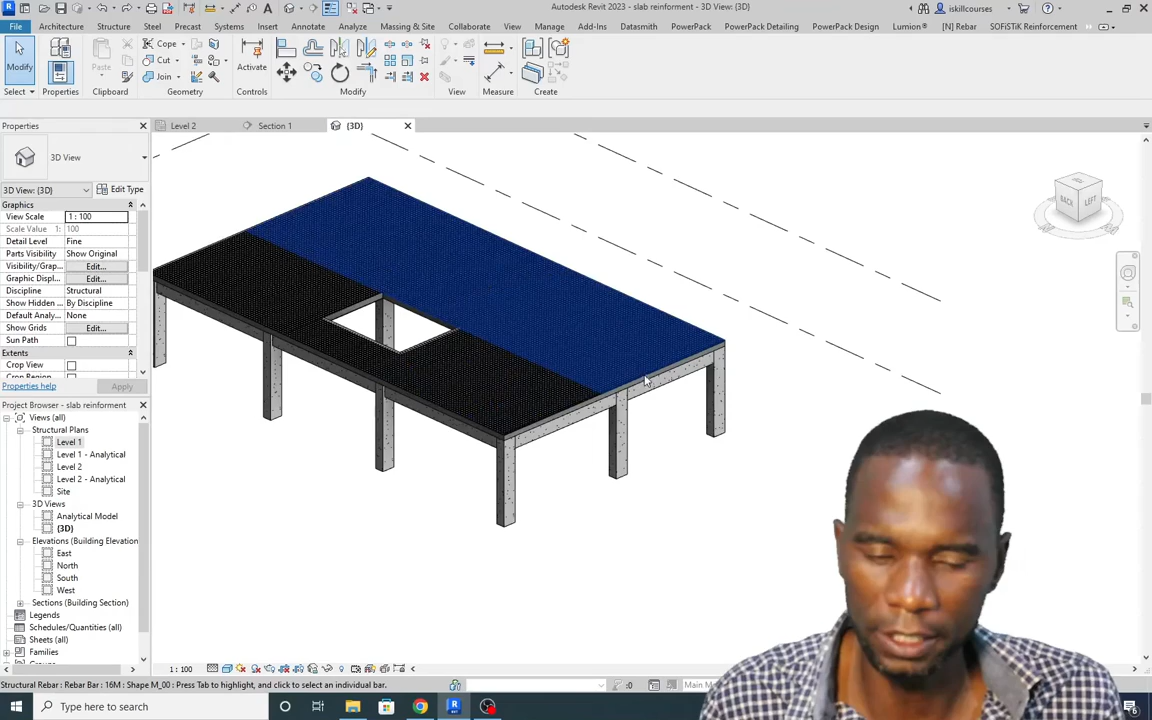 Autodesk Revit 2023 - slab reinforment - 3D View: {3D}
iskillcourses
File Architecture Structure Steel Precast Systems Insert Annotate Analyze Massing & Site Collaborate View Manage Add-Ins Datasmith PowerPack PowerPack Detailing PowerPack Design Lumion® [N] Rebar SOFiSTiK Reinforcement
Modify Paste Cope Cut Join Activate
Select Properties Clipboard Geometry Controls Modify View Measure Create
Properties
Level 2 Section 1 {3D}
3D View
3D View: {3D} Edit Type
Graphics
View Scale 1 : 100
Scale Value 1: 100
Detail Level Fine
Parts Visibility Show Original
Visibility/Grap... Edit...
Graphic Displ... Edit...
Discipline Structural
Show Hidden ... By Discipline
Default Analy... None
Show Grids Edit...
Sun Path
Extents
Crop View
Properties help Apply
BACK LEFT
Project Browser - slab reinforment
Views (all)
Structural Plans
Level 1
Level 1 - Analytical
Level 2
Level 2 - Analytical
Site
3D Views
Analytical Model
{3D}
Elevations (Building Elevation
East
North
South
West
Sections (Building Section)
Legends
Schedules/Quantities (all)
Sheets (all)
Families
1 : 100
Structural Rebar : Rebar Bar : 16M : Shape M_00 : Press Tab to highlight, and click to select an individual bar.
:0 Main M
Type here to search